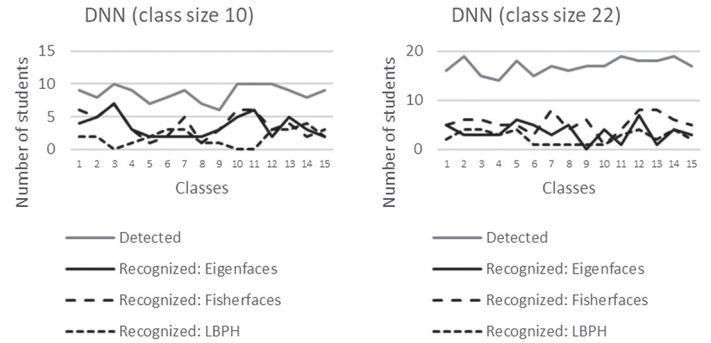 DNN (class size 10)
Number of students
15
10
5
0
1 2 3 4 5 6 7 8 9 10 11 12 13 14 15
Classes
Detected
Recognized: Eigenfaces
Recognized: Fisherfaces
Recognized: LBPH
DNN (class size 22)
Number of students
20
10
0
1 2 3 4 5 6 7 8 9 10 11 12 13 14 15
Classes
Detected
Recognized: Eigenfaces
Recognized: Fisherfaces
Recognized: LBPH